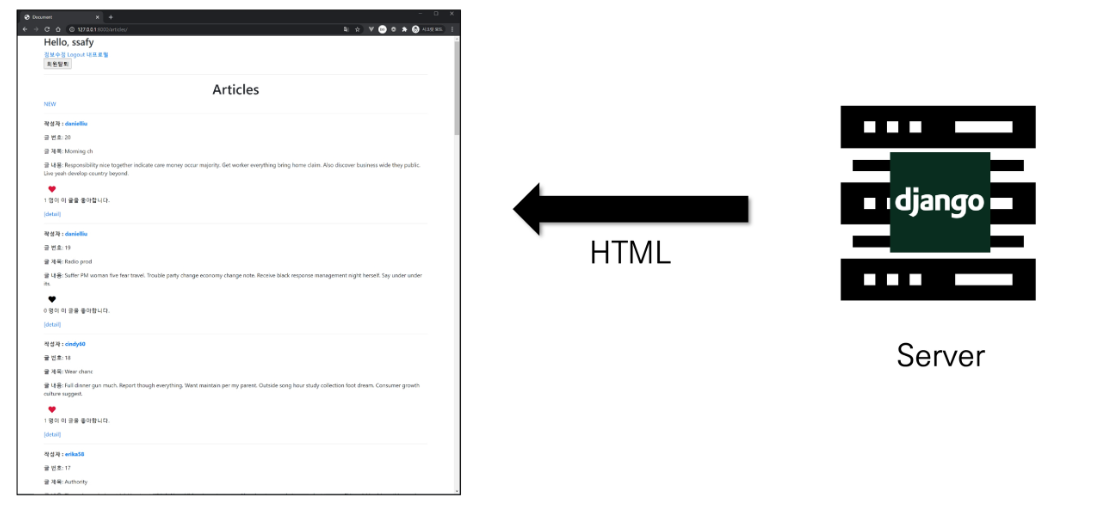 Document
127.0.0.1:8000/articles/
Hello, ssafy
정보수정 Logout 내프로필
회원탈퇴
Articles
NEW
작성자 : danielliu
글 번호: 20
글 제목: Morning ch
글 내용: Responsibility nice together indicate care money occur majority. Get worker everything bring home claim. Also discover business wide they public.
Live yeah develop country beyond.
1 명이 이 글을 좋아합니다.
[detail]
작성자 : danielliu
글 번호: 19
글 제목: Radio prod
글 내용: Suffer PM woman five fear travel. Trouble party change economy change note. Receive black response management night herself. Say under under
its.
0 명이 이 글을 좋아합니다.
[detail]
작성자 : cindy60
글 번호: 18
글 제목: Wear chanc
글 내용: Full dinner gun much. Report though everything. Want maintain per my parent. Outside song hour study collection foot dream. Consumer growth
culture suggest.
1 명이 이 글을 좋아합니다.
[detail]
작성자 : erika58
글 번호: 17
글 제목: Authority
HTML
django
Server